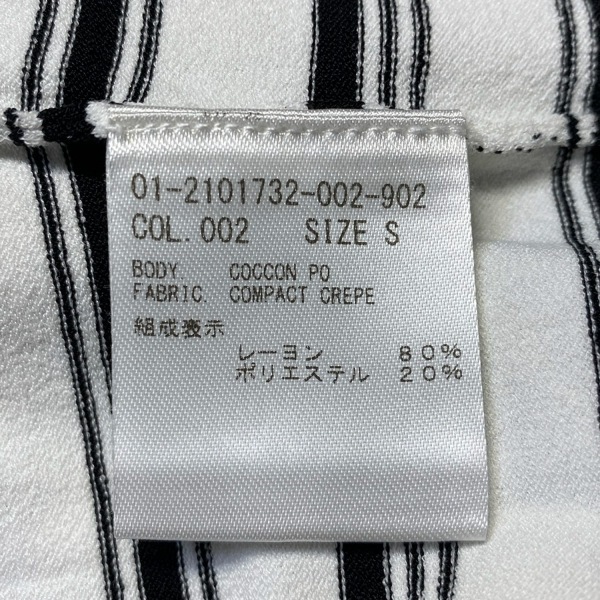 01-2101732-002-902
COL. 002 SIZE S
BODY. COCCON PO
FABRIC. COMPACT CREPE
組成表示
レーヨン 80%
ポリエステル 20%